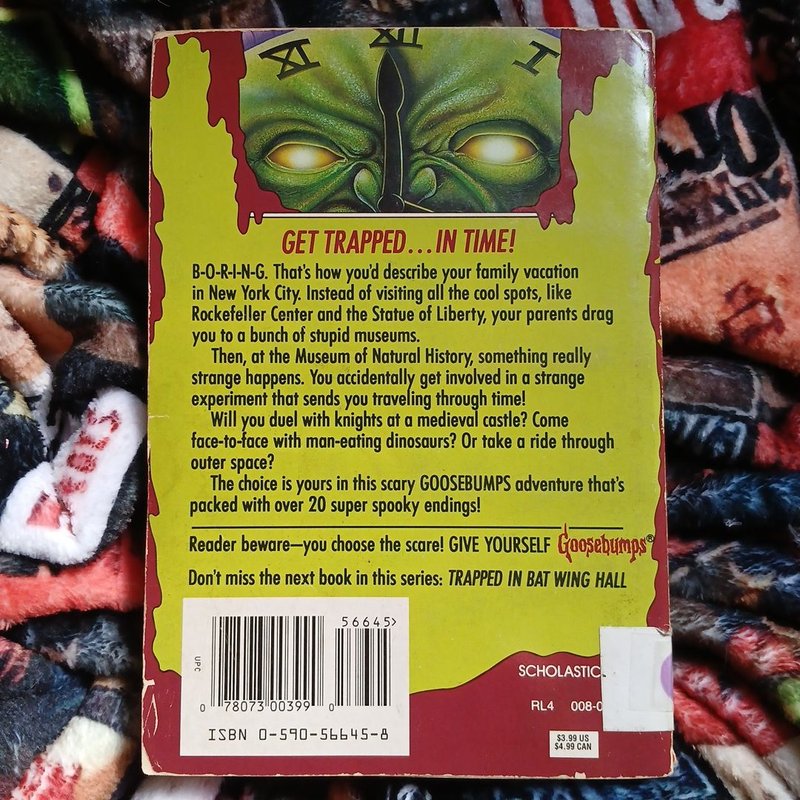 XI XII I
GET TRAPPED...IN TIME!
B-O-R-I-N-G. That's how you'd describe your family vacation
in New York City. Instead of visiting all the cool spots, like
Rockefeller Center and the Statue of Liberty, your parents drag
you to a bunch of stupid museums.
Then, at the Museum of Natural History, something really
strange happens. You accidentally get involved in a strange
experiment that sends you traveling through time!
Will you duel with knights at a medieval castle? Come
face-to-face with man-eating dinosaurs? Or take a ride through
outer space?
The choice is yours in this scary GOOSEBUMPS adventure that's
packed with over 20 super spooky endings!
Reader beware—you choose the scare! GIVE YOURSELF Goosebumps®
Don't miss the next book in this series: TRAPPED IN BAT WING HALL
56645>
UPC
0 78073 00399 0
ISBN 0-590-56645-8
SCHOLASTIC
RL4 008-0
$3.99 US
$4.99 CAN